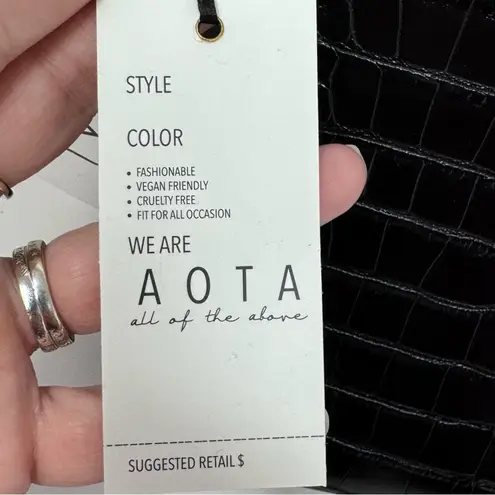 STYLE
COLOR
• FASHIONABLE
• VEGAN FRIENDLY
• CRUELTY FREE
• FIT FOR ALL OCCASION
WE ARE
AOTA
all of the above
SUGGESTED RETAIL $